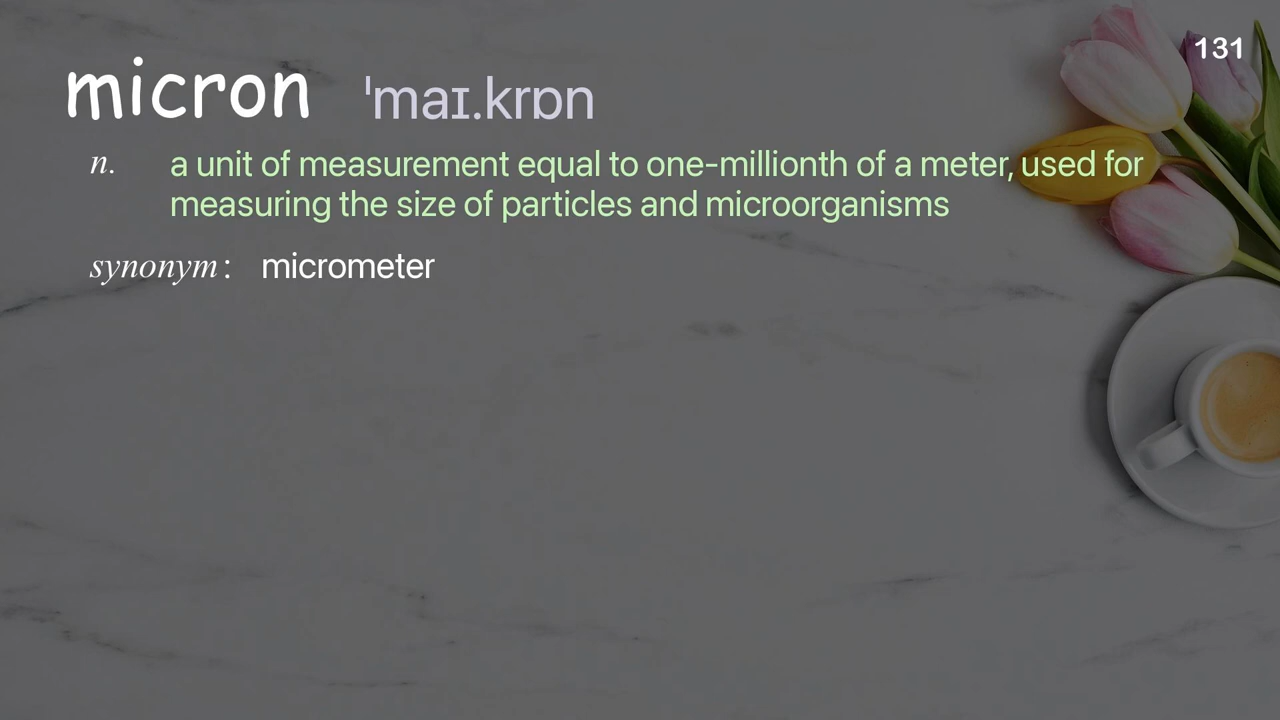 131
micron ˈmaɪ.krɒn
n. a unit of measurement equal to one-millionth of a meter, used for
measuring the size of particles and microorganisms
synonym : micrometer